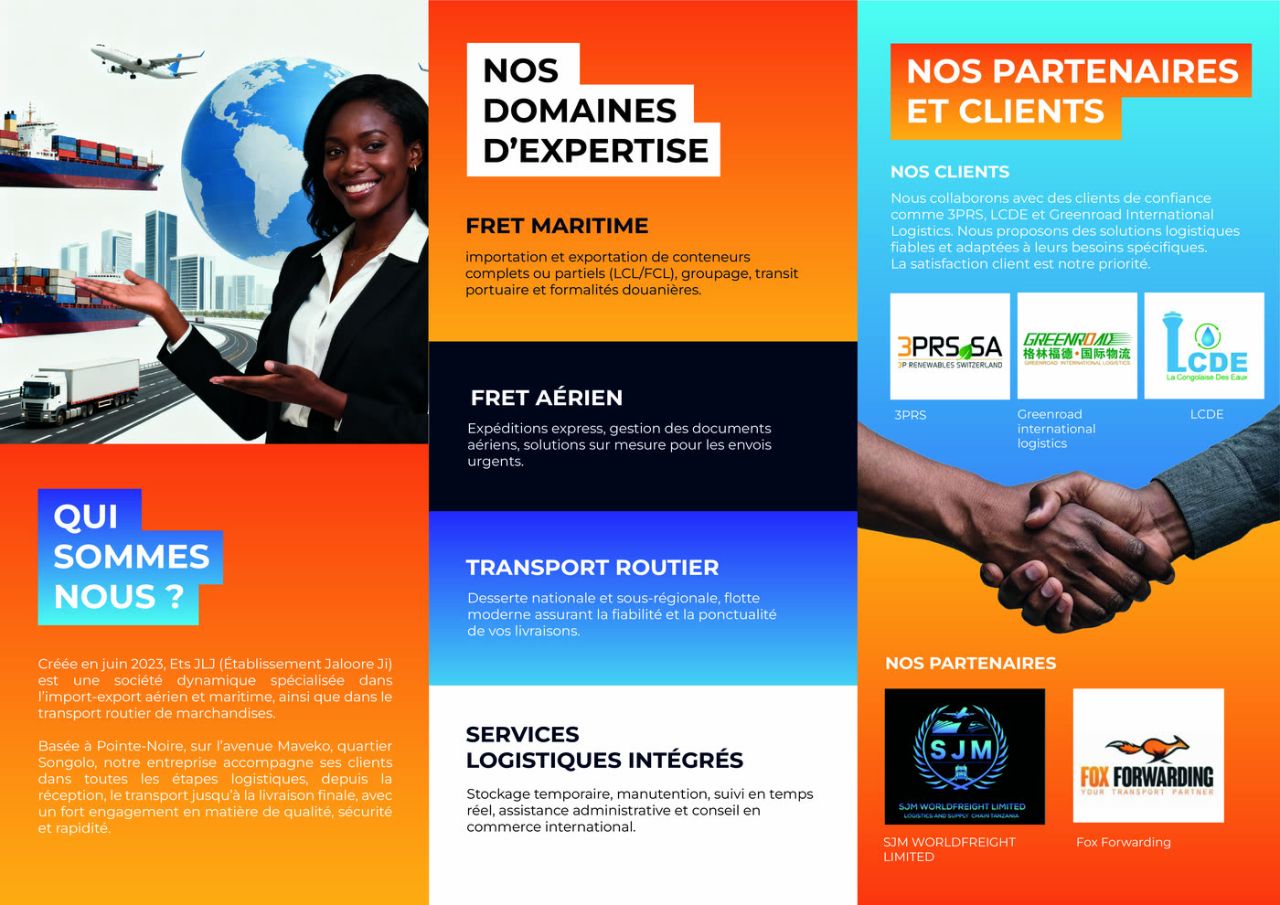 QUI
SOMMES
NOUS ?
Créée en juin 2023, Ets JLJ (Établissement Jaloore Ji)
est une société dynamique spécialisée dans
l’import-export aérien et maritime, ainsi que dans le
transport routier de marchandises.
Basée à Pointe-Noire, sur l’avenue Maveko, quartier
Songolo, notre entreprise accompagne ses clients
dans toutes les étapes logistiques, depuis la
réception, le transport jusqu’à la livraison finale, avec
un fort engagement en matière de qualité, sécurité
et rapidité.
NOS
DOMAINES
D’EXPERTISE
FRET MARITIME
importation et exportation de conteneurs
complets ou partiels (LCL/FCL), groupage, transit
portuaire et formalités douanières.
FRET AÉRIEN
Expéditions express, gestion des documents
aériens, solutions sur mesure pour les envois
urgents.
TRANSPORT ROUTIER
Desserte nationale et sous-régionale, flotte
moderne assurant la fiabilité et la ponctualité
de vos livraisons.
SERVICES
LOGISTIQUES INTÉGRÉS
Stockage temporaire, manutention, suivi en temps
réel, assistance administrative et conseil en
commerce international.
NOS PARTENAIRES
ET CLIENTS
NOS CLIENTS
Nous collaborons avec des clients de confiance
comme 3PRS, LCDE et Greenroad International
Logistics. Nous proposons des solutions logistiques
fiables et adaptées à leurs besoins spécifiques.
La satisfaction client est notre priorité.
3PRS SA
3P RENEWABLES SWITZERLAND
GREENROAD
格林福德·国际物流
GREENROAD INTERNATIONAL LOGISTICS
LCDE
La Congolaise Des Eaux
3PRS
Greenroad
international
logistics
LCDE
NOS PARTENAIRES
SJM
SJM WORLDFREIGHT LIMITED
LOGISTICS AND SUPPLY CHAIN TANZANIA
FOX FORWARDING
YOUR TRANSPORT PARTNER
SJM WORLDFREIGHT
LIMITED
Fox Forwarding